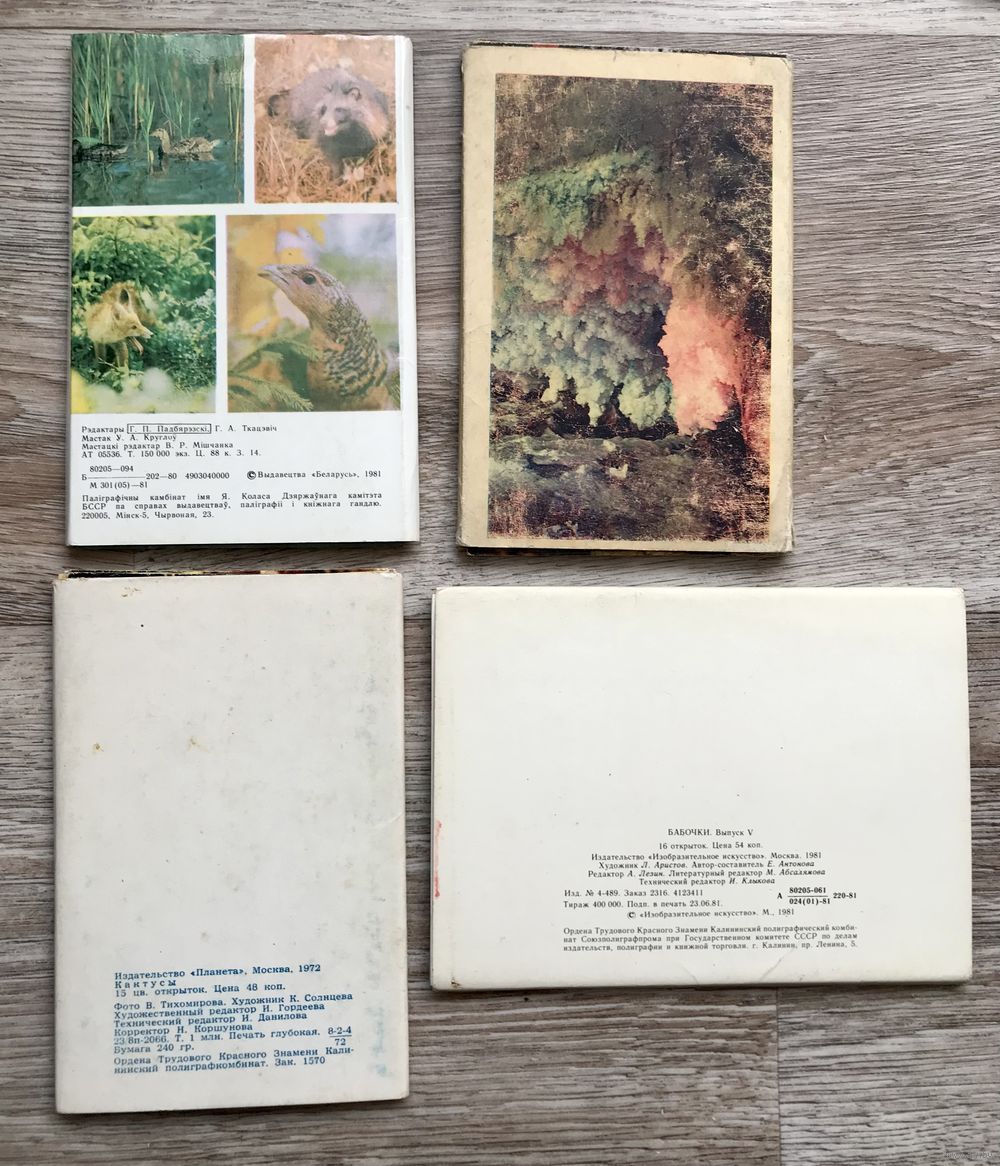 Рэдактары Г. П. Падбярэзскі, Г. А. Ткацэвіч
Мастак У. А. Круглоў
Мастацкі рэдактар В. Р. Мішчанка
АТ 05536. Т. 150 000 экз. Ц. 88 к. З. 14.
80205—094
Б 202—80 4903040000 © Выдавецтва «Беларусь», 1981
М 301 (05)—81
Паліграфічны камбінат імя Я. Коласа Дзяржаўнага камітэта
БССР па справах выдавецтваў, паліграфіі і кніжнага гандлю.
220005, Мінск-5, Чырвоная, 23.
БАБОЧКИ. Выпуск V
16 открыток. Цена 54 коп.
Издательство «Изобразительное искусство». Москва. 1981
Художник Л. Аристов. Автор-составитель Е. Антонова
Редактор А. Лезин. Литературный редактор М. Абсалямова
Технический редактор И. Клыкова
Изд. № 4-489. Заказ 2316. 4123411
А 80205-061 220-81
024(01)-81
Тираж 400 000. Подп. в печать 23.06.81.
© «Изобразительное искусство». М., 1981
Ордена Трудового Красного Знамени Калининский полиграфический комби-
нат Союзполиграфпрома при Государственном комитете СССР по делам
издательств, полиграфии и книжной торговли. г. Калинин, пр. Ленина, 5.
Издательство «Планета», Москва, 1972
Кактусы
15 цв. открыток. Цена 48 коп.
Фото В. Тихомирова. Художник К. Солнцева
Художественный редактор И. Гордеева
Технический редактор И. Данилова
Корректор Н. Коршунова
23/8п-2066. Т. 1 млн. Печать глубокая. 8-2-4
72
Бумага 240 гр.
Ордена Трудового Красного Знамени Кали-
нинский полиграфкомбинат. Зак. 1570